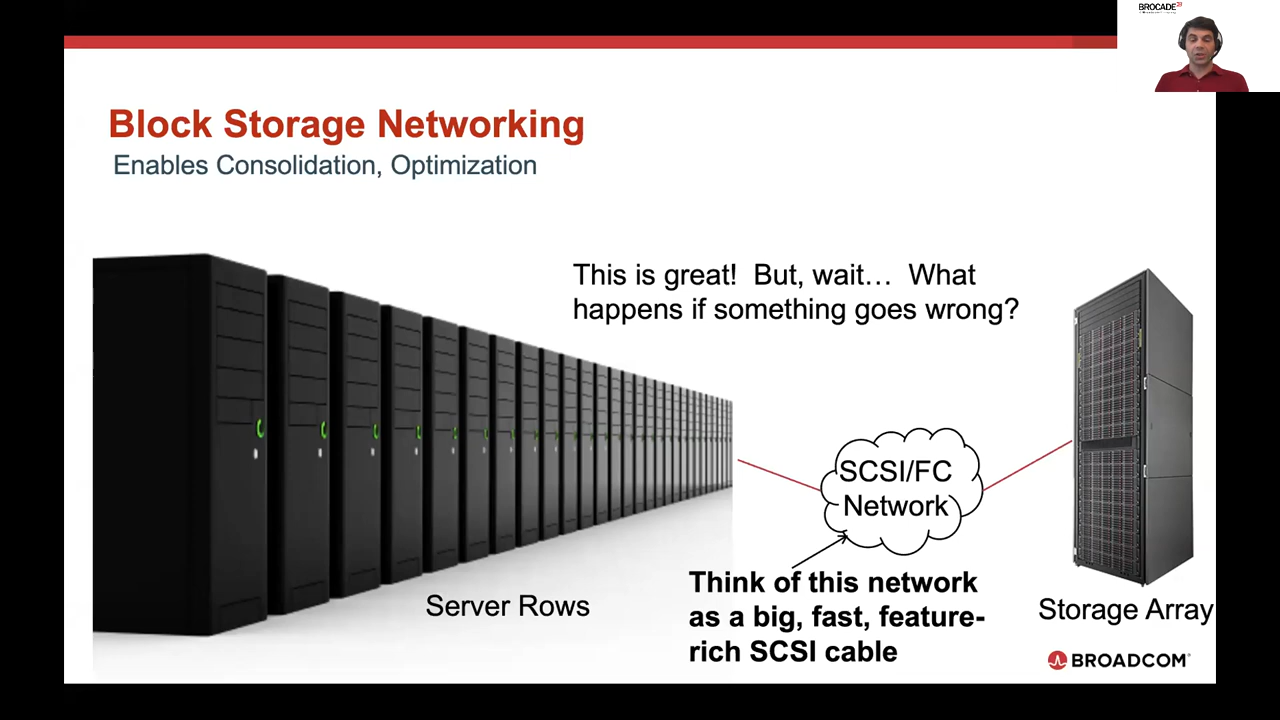 BROCADE
Block Storage Networking
Enables Consolidation, Optimization
This is great!  But, wait…  What
happens if something goes wrong?
SCSI/FC
Network
Think of this network
as a big, fast, feature-
rich SCSI cable
Server Rows
Storage Array
BROADCOM